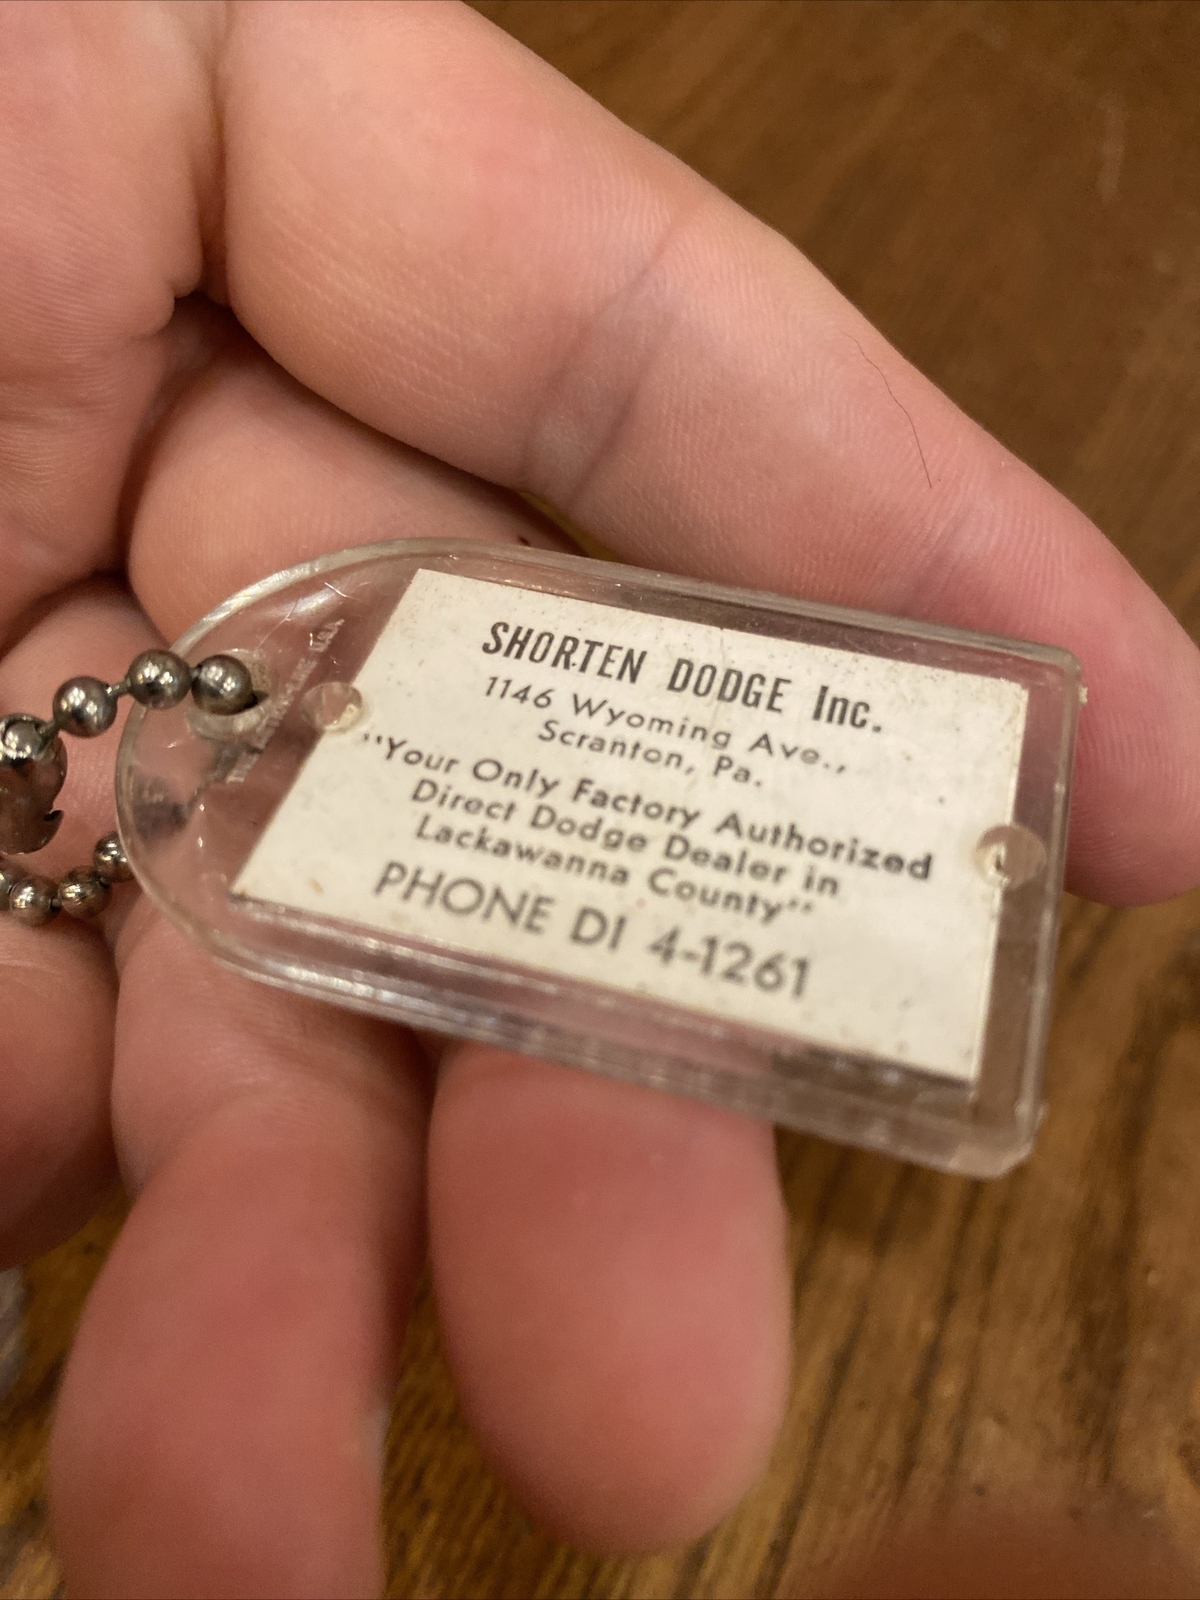 SHORTEN DODGE Inc.
1146 Wyoming Ave.,
Scranton, Pa.
"Your Only Factory Authorized
Direct Dodge Dealer in
Lackawanna County"
PHONE DI 4-1261
U.S.A.